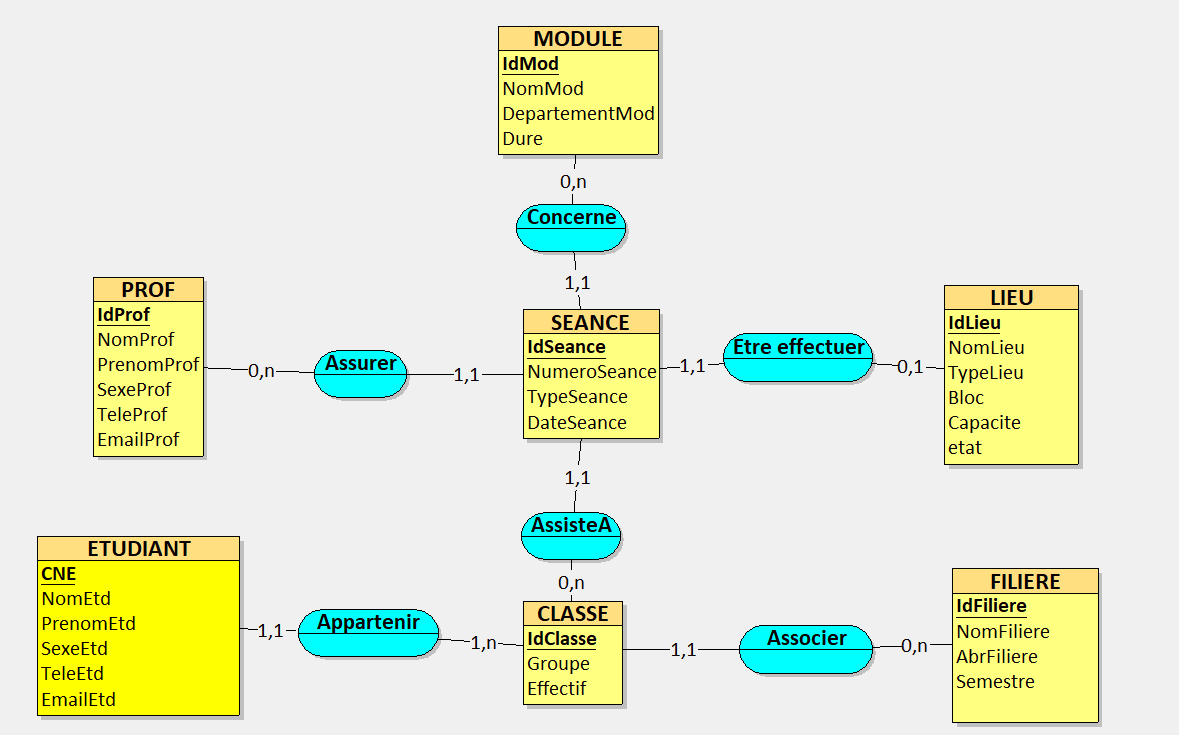 MODULE
IdMod
NomMod
DepartementMod
Dure
0,n
Concerne
1,1
PROF
IdProf
NomProf
PrenomProf
SexeProf
TeleProf
EmailProf
0,n
Assurer
1,1
SEANCE
IdSeance
NumeroSeance
TypeSeance
DateSeance
1,1
Etre effectuer
0,1
LIEU
IdLieu
NomLieu
TypeLieu
Bloc
Capacite
etat
1,1
AssisteA
0,n
ETUDIANT
CNE
NomEtd
PrenomEtd
SexeEtd
TeleEtd
EmailEtd
1,1
Appartenir
1,n
CLASSE
IdClasse
Groupe
Effectif
1,1
Associer
0,n
FILIERE
IdFiliere
NomFiliere
AbrFiliere
Semestre